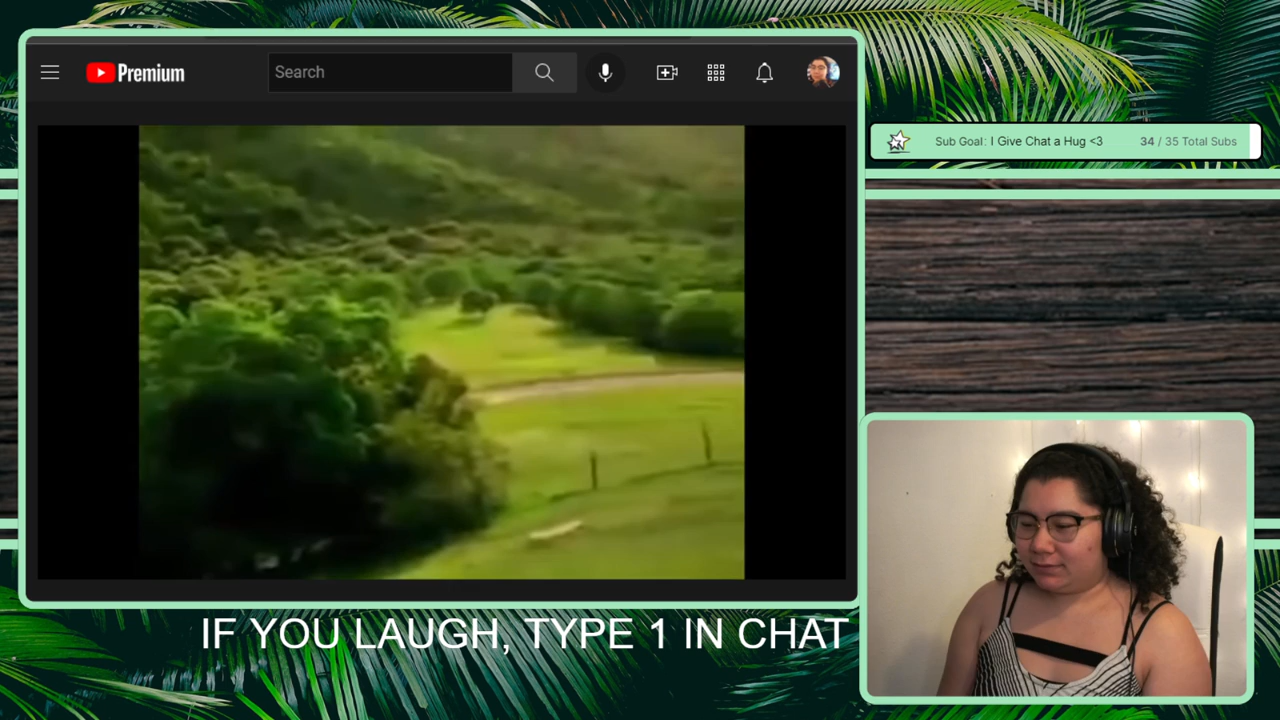 Premium
Search
Sub Goal: I Give Chat a Hug <3 34 / 35 Total Subs
IF YOU LAUGH, TYPE 1 IN CHAT